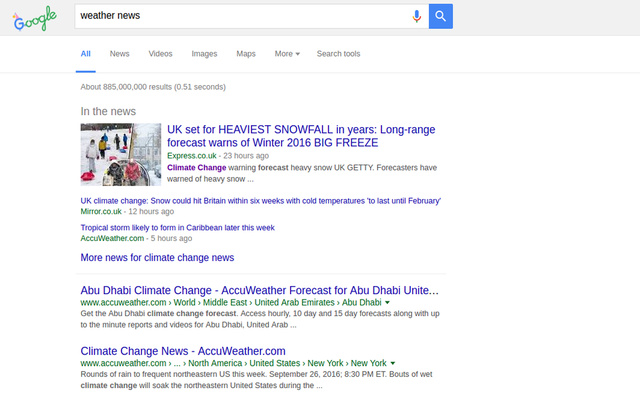 Google
weather news
All News Videos Images Maps More Search tools
About 885,000,000 results (0.51 seconds)
In the news
UK set for HEAVIEST SNOWFALL in years: Long-range
forecast warns of Winter 2016 BIG FREEZE
Express.co.uk - 23 hours ago
Climate Change warning forecast heavy snow UK GETTY. Forecasters have
warned of heavy snow ...
UK climate change: Snow could hit Britain within six weeks with cold temperatures 'to last until February'
Mirror.co.uk - 12 hours ago
Tropical storm likely to form in Caribbean later this week
AccuWeather.com - 5 hours ago
More news for climate change news
Abu Dhabi Climate Change - AccuWeather Forecast for Abu Dhabi Unite...
www.accuweather.com › World › Middle East › United Arab Emirates › Abu Dhabi
Get the Abu Dhabi climate change forecast. Access hourly, 10 day and 15 day forecasts along with up
to the minute reports and videos for Abu Dhabi, United Arab ...
Climate Change News - AccuWeather.com
www.accuweather.com › ... › North America › United States › New York › New York
Rounds of rain to frequent northeastern US this week. September 26, 2016; 8:30 PM ET. Bouts of wet
climate change will soak the northeastern United States during the ...